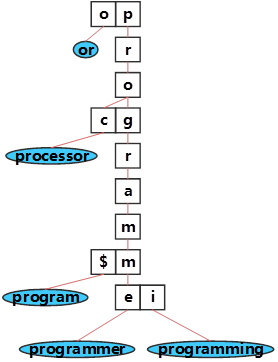 o p
or r
o
c g
processor r
a
m
$ m
program e i
programmer programming